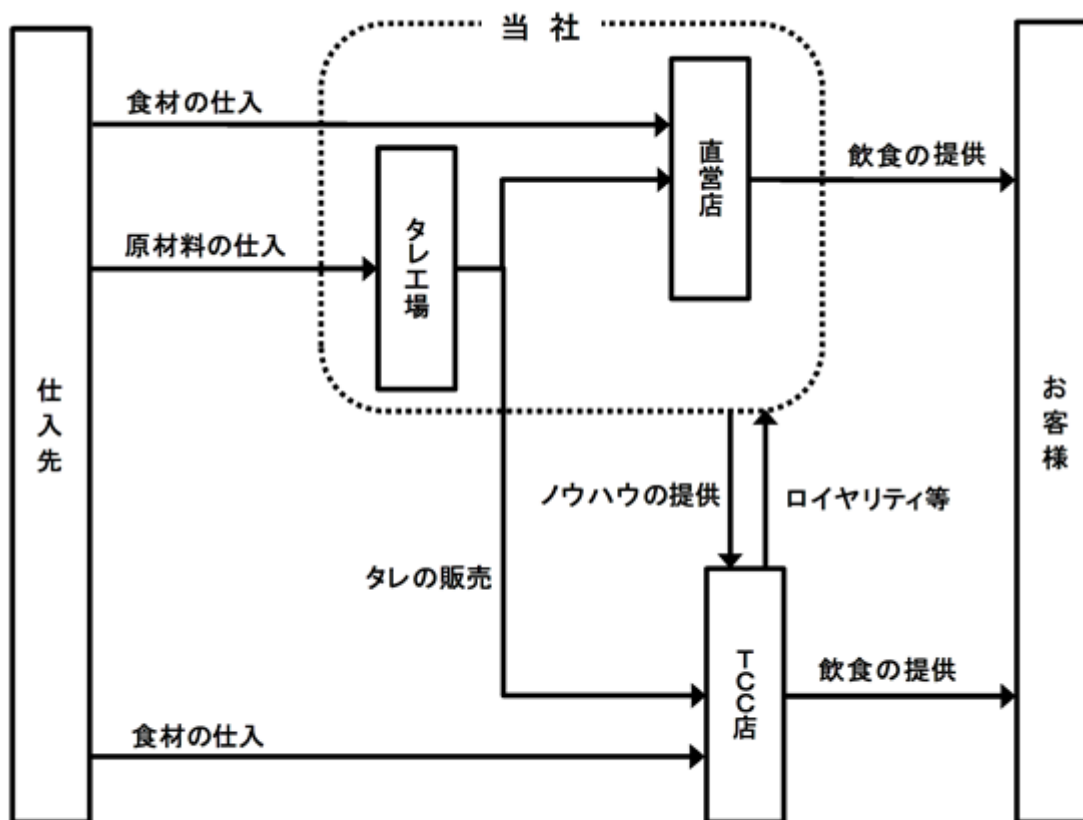 当 社
食材の仕入
直営店
飲食の提供
タレ工場
原材料の仕入
仕入先
お客様
ノウハウの提供
ロイヤリティ等
タレの販売
TCC店
飲食の提供
食材の仕入